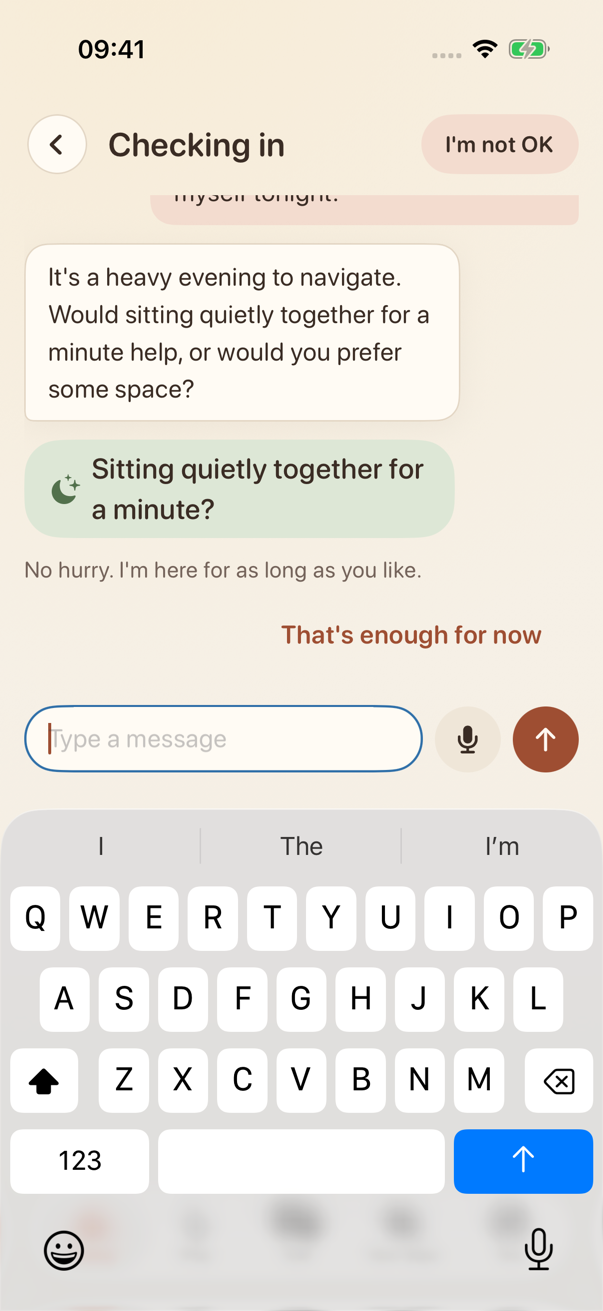 09:41
Checking in
I'm not OK
myself tonight.
It's a heavy evening to navigate.
Would sitting quietly together for a
minute help, or would you prefer
some space?
Sitting quietly together for
a minute?
No hurry. I'm here for as long as you like.
That's enough for now
Type a message
I
The
I'm
Q W E R T Y U I O P
A S D F G H J K L
Z X C V B N M
123